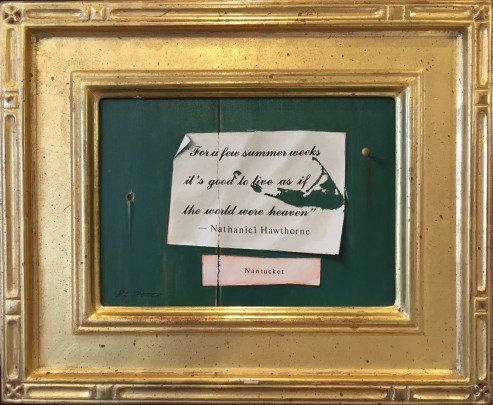 "For a few summer weeks
it's good to live as if
the world were heaven"
— Nathaniel Hawthorne
Nantucket